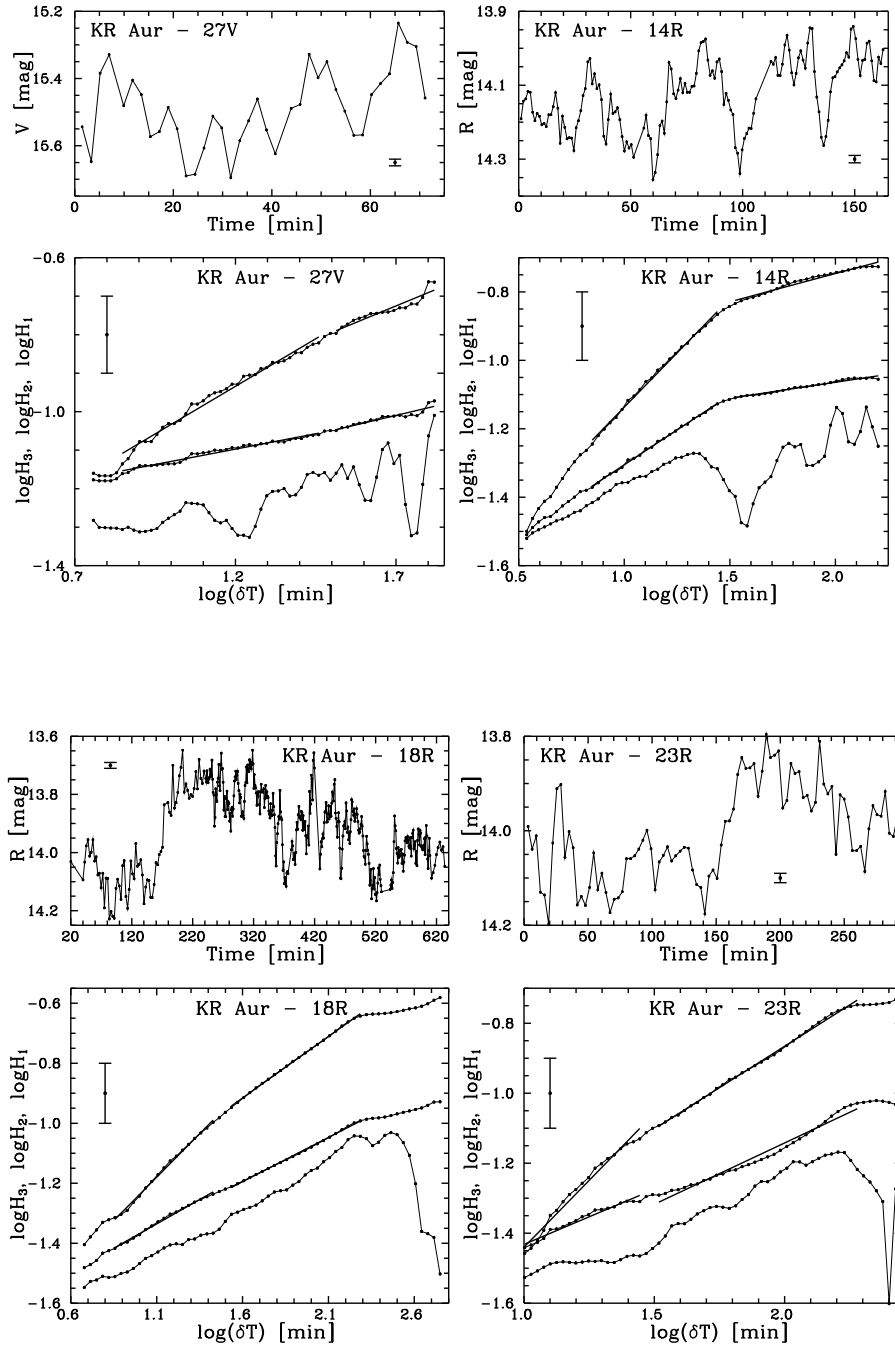 KR Aur – 27V
V [mag]
15.2
15.4
15.6
0
20
40
60
Time [min]
KR Aur – 14R
R [mag]
13.9
14.1
14.3
0
50
100
150
Time [min]
KR Aur – 27V
logH3, logH2, logH1
−0.6
−1.0
−1.4
0.7
1.2
1.7
log(δT) [min]
KR Aur – 14R
logH3, logH2, logH1
−0.8
−1.0
−1.2
−1.4
−1.6
0.5
1.0
1.5
2.0
log(δT) [min]
KR Aur – 18R
R [mag]
13.6
13.8
14.0
14.2
20
120
220
320
420
520
620
Time [min]
KR Aur – 23R
R [mag]
13.8
14.0
14.2
0
50
100
150
200
250
Time [min]
KR Aur – 18R
logH3, logH2, logH1
−0.6
−0.8
−1.0
−1.2
−1.4
−1.6
0.6
1.1
1.6
2.1
2.6
log(δT) [min]
KR Aur – 23R
logH3, logH2, logH1
−0.8
−1.0
−1.2
−1.4
−1.6
1.0
1.5
2.0
log(δT) [min]